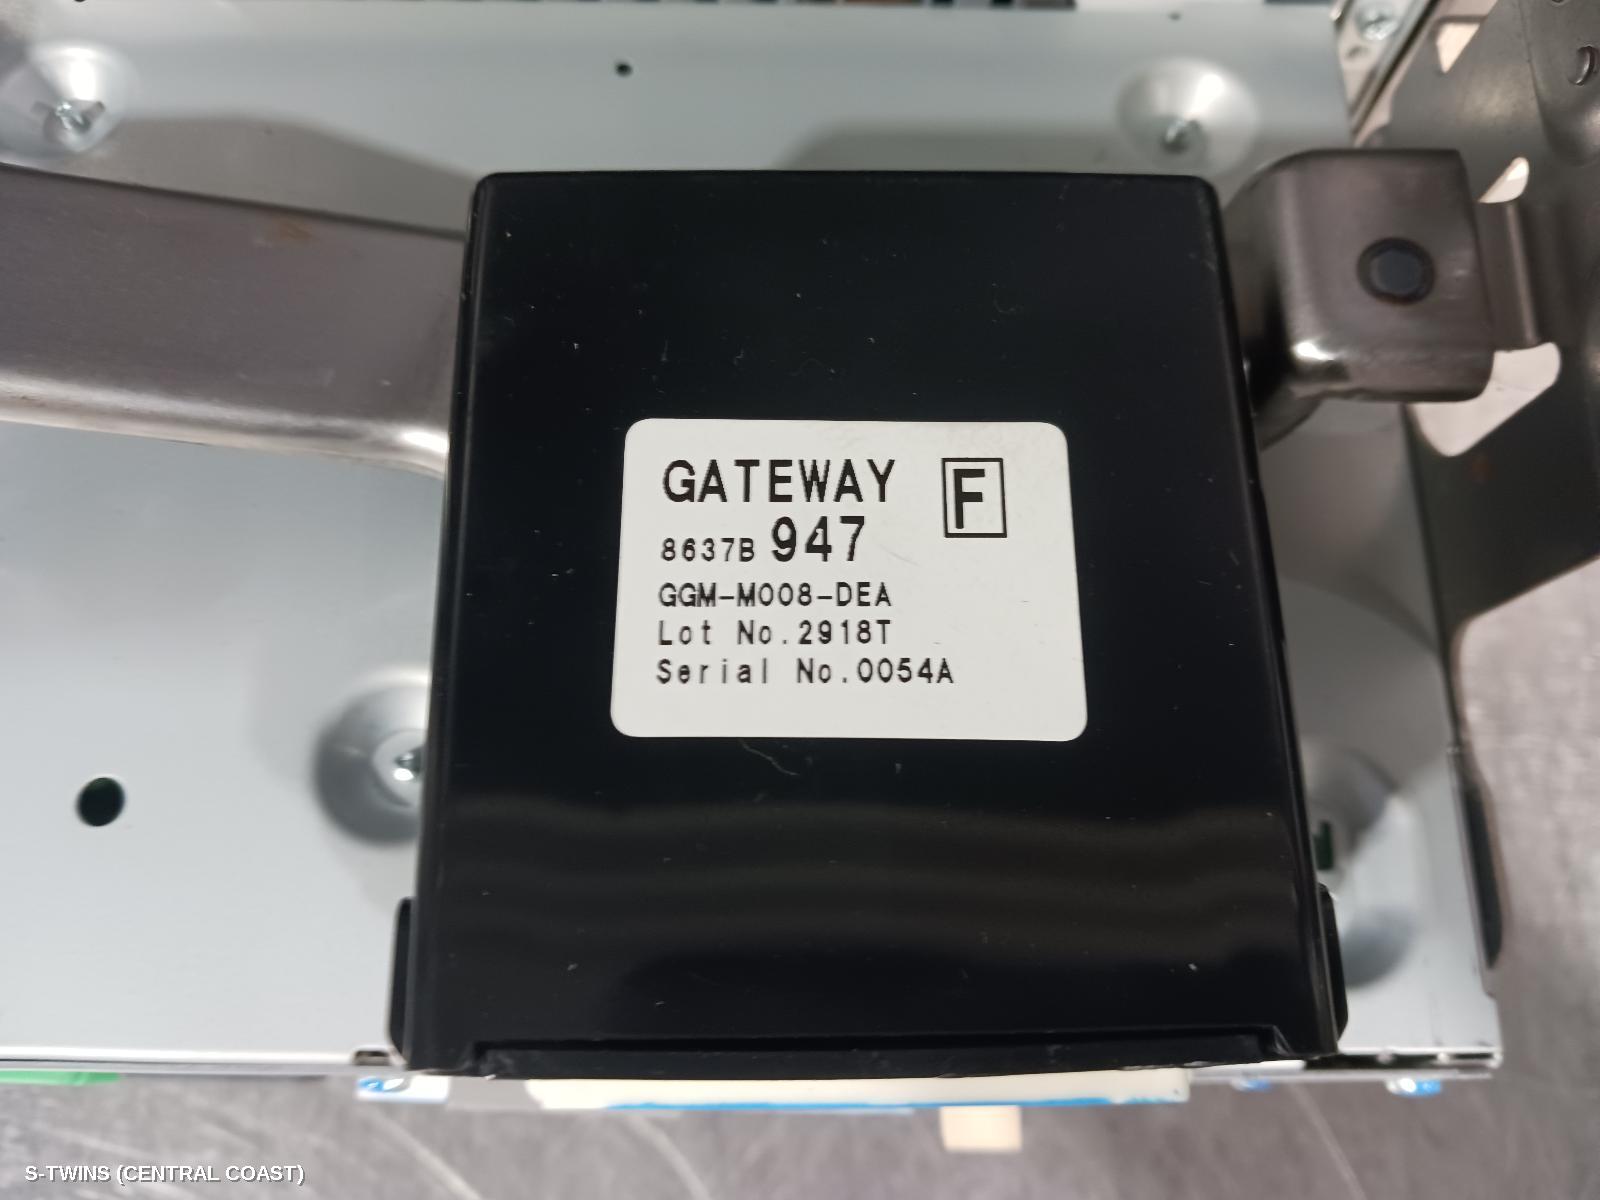 GATEWAY F
8637B 947
GGM-M008-DEA
Lot No.2918T
Serial No.0054A
S-TWINS (CENTRAL COAST)